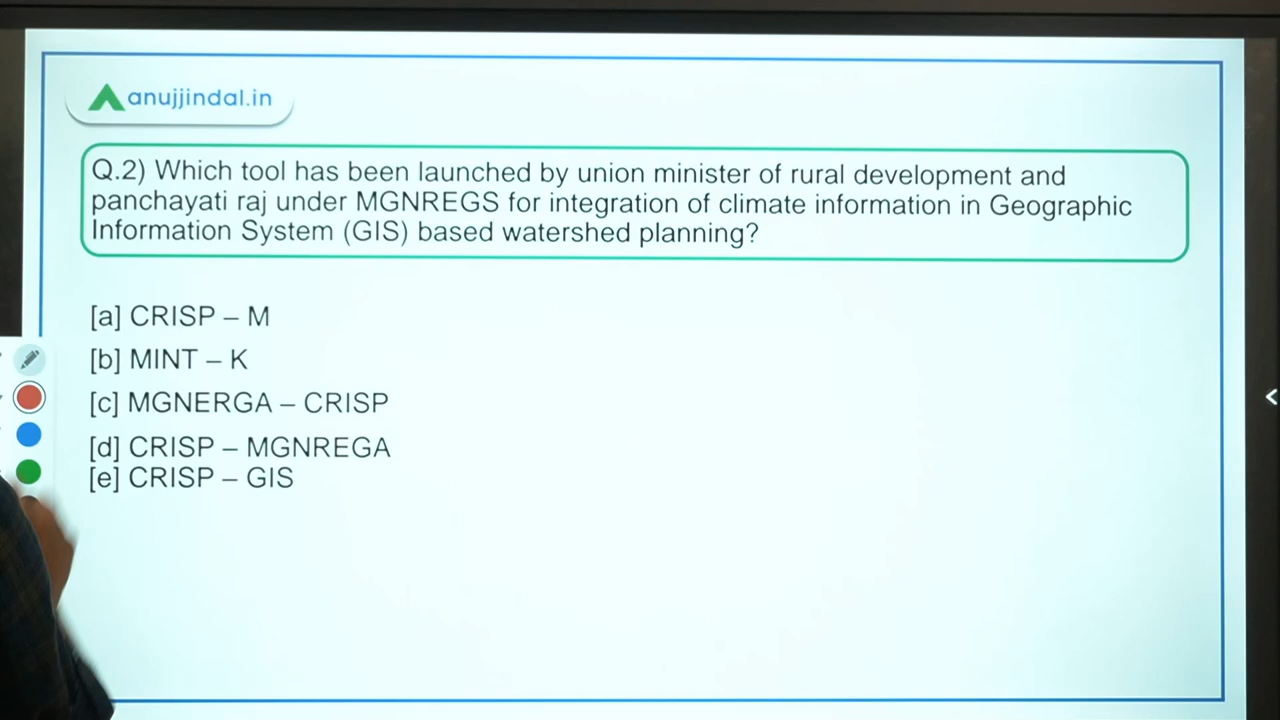 anujjindal.in
Q.2) Which tool has been launched by union minister of rural development and
panchayati raj under MGNREGS for integration of climate information in Geographic
Information System (GIS) based watershed planning?
[a] CRISP – M
[b] MINT – K
[c] MGNERGA – CRISP
[d] CRISP – MGNREGA
[e] CRISP – GIS